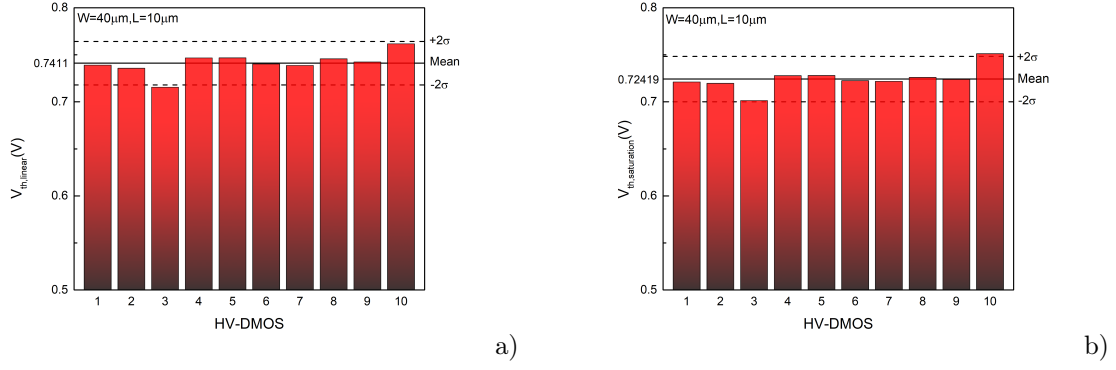 W=40μm,L=10μm
0.8
0.7411
0.7
0.6
0.5
V_th,linear(V)
+2σ
Mean
-2σ
1 2 3 4 5 6 7 8 9 10
HV-DMOS
a)
W=40μm,L=10μm
0.8
0.72419
0.7
0.6
0.5
V_th,saturation(V)
+2σ
Mean
-2σ
1 2 3 4 5 6 7 8 9 10
HV-DMOS
b)